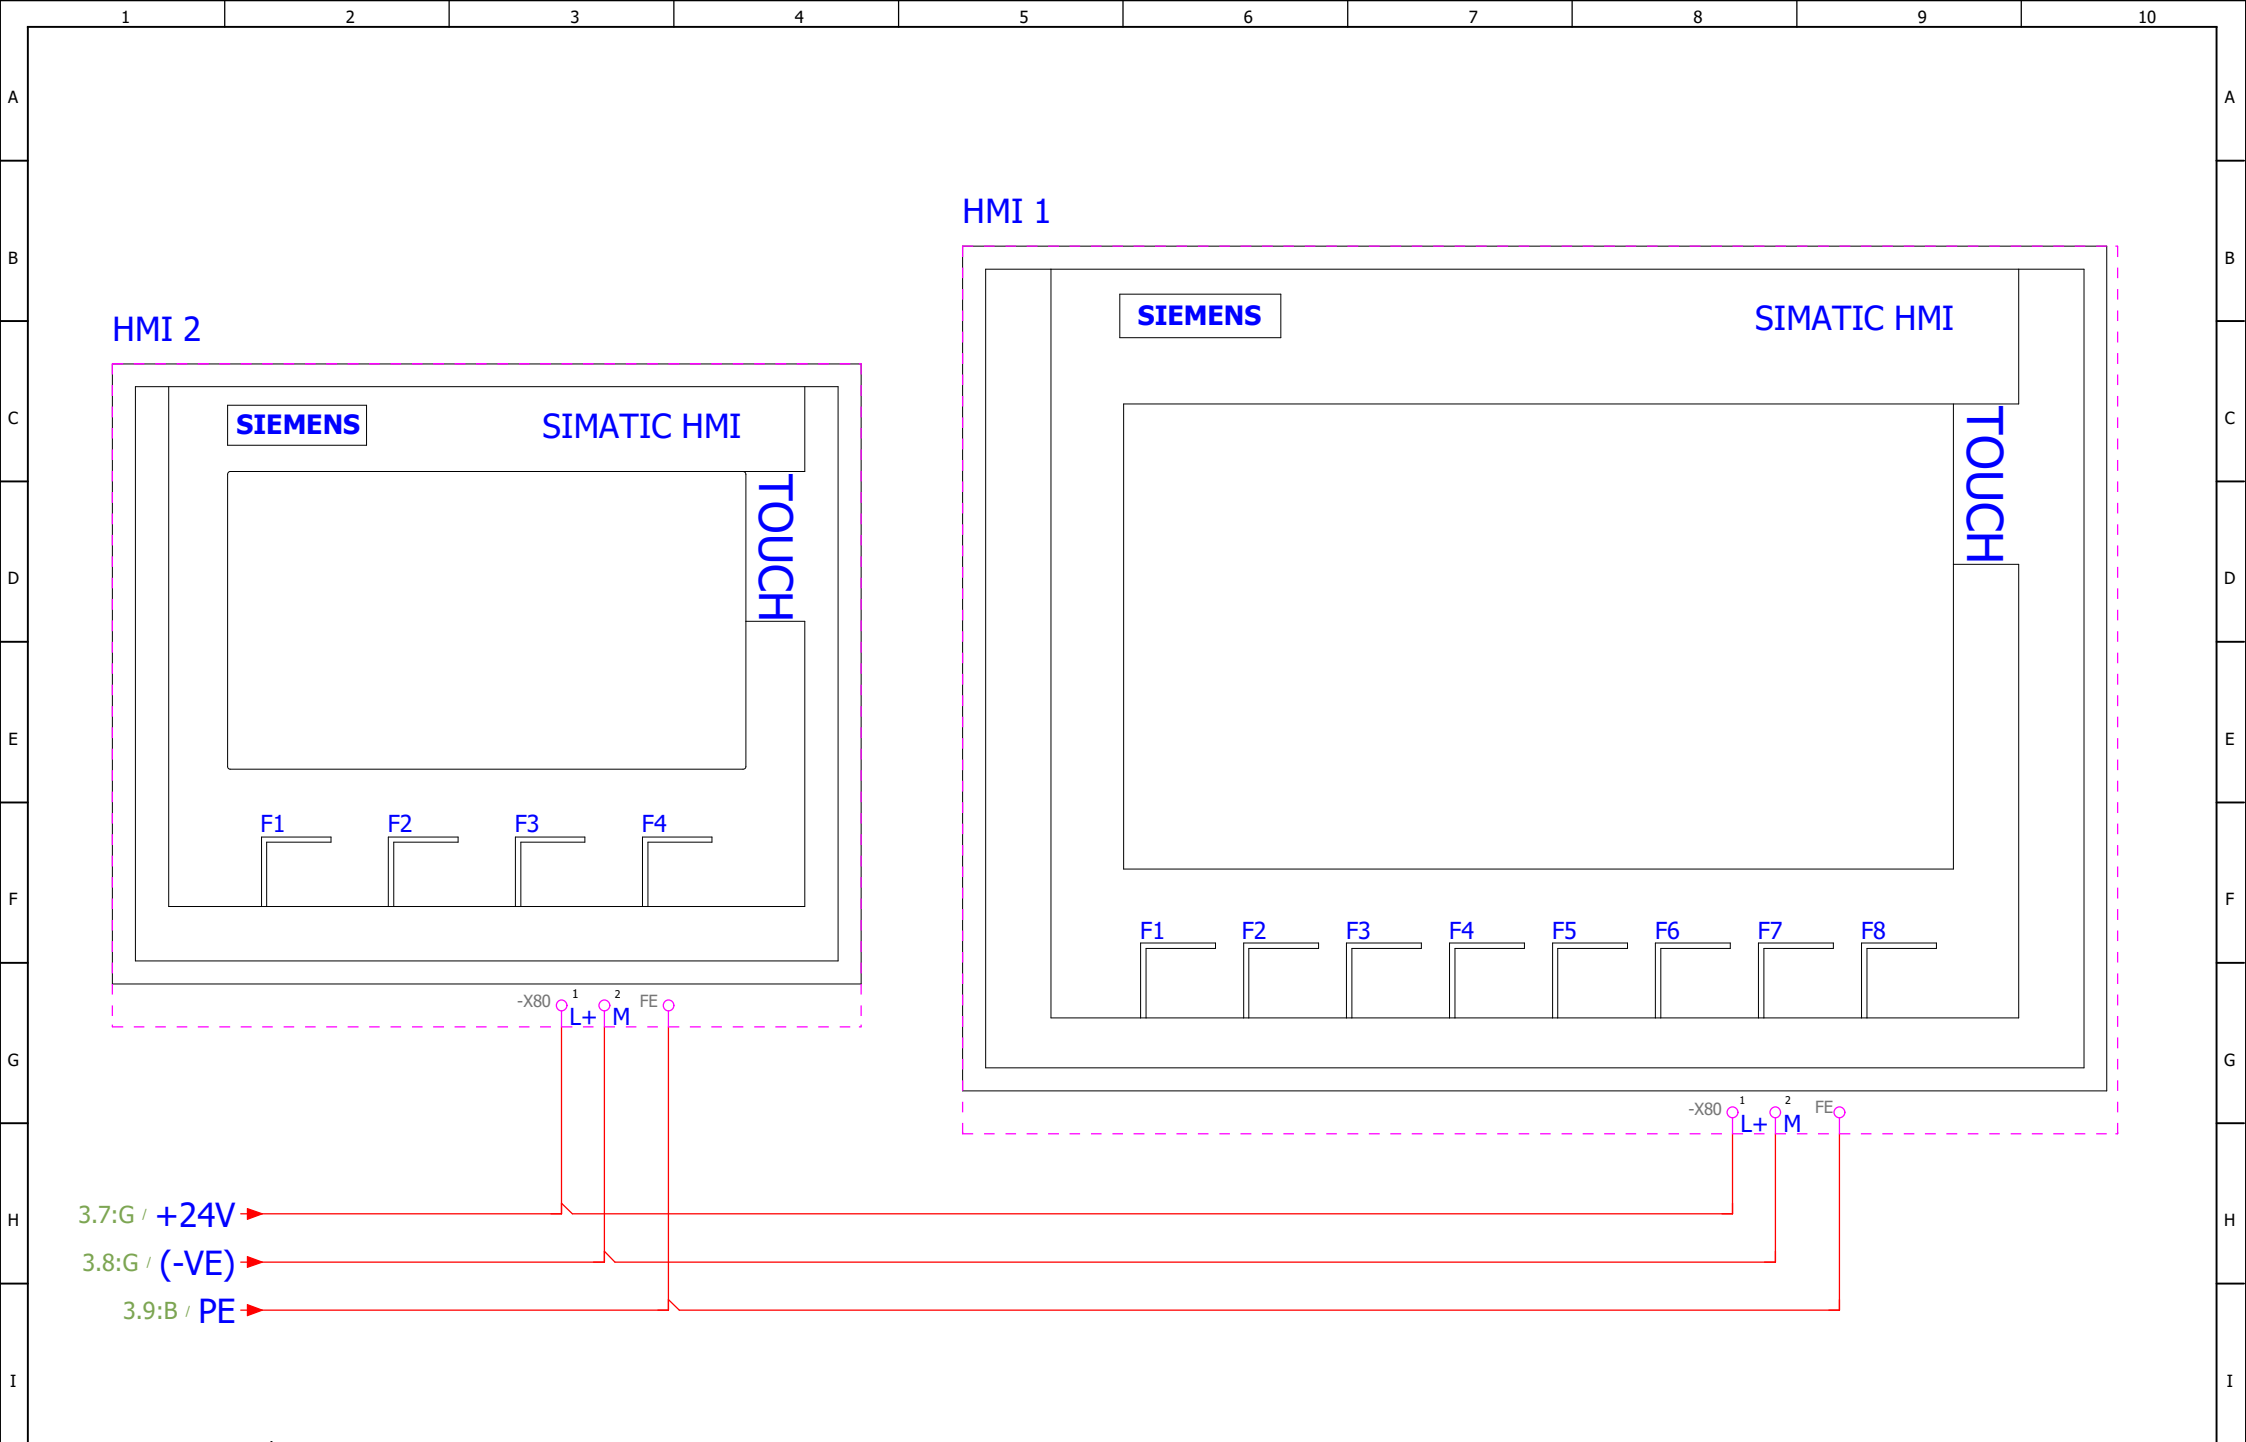 1 2 3 4 5 6 7 8 9 10
A A
HMI 1
B B
SIEMENS SIMATIC HMI
HMI 2
C C
SIEMENS SIMATIC HMI
TOUCH
TOUCH
D D
E E
F1 F2 F3 F4
F F
F1 F2 F3 F4 F5 F6 F7 F8
-X80 1 L+ 2 M FE
G G
-X80 1 L+ 2 M FE
3.7:G / +24V
H H
3.8:G / (-VE)
3.9:B / PE
I I